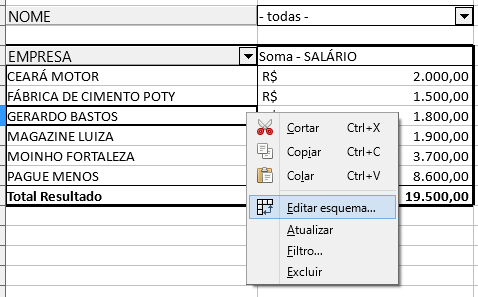 NOME - todas -
EMPRESA Soma - SALÁRIO
CEARÁ MOTOR R$ 2.000,00
FÁBRICA DE CIMENTO POTY R$ 1.500,00
GERARDO BASTOS 1.800,00
MAGAZINE LUIZA 1.900,00
MOINHO FORTALEZA 3.700,00
PAGUE MENOS 8.600,00
Total Resultado 19.500,00
Cortar Ctrl+X
Copiar Ctrl+C
Colar Ctrl+V
Editar esquema...
Atualizar
Filtro...
Excluir